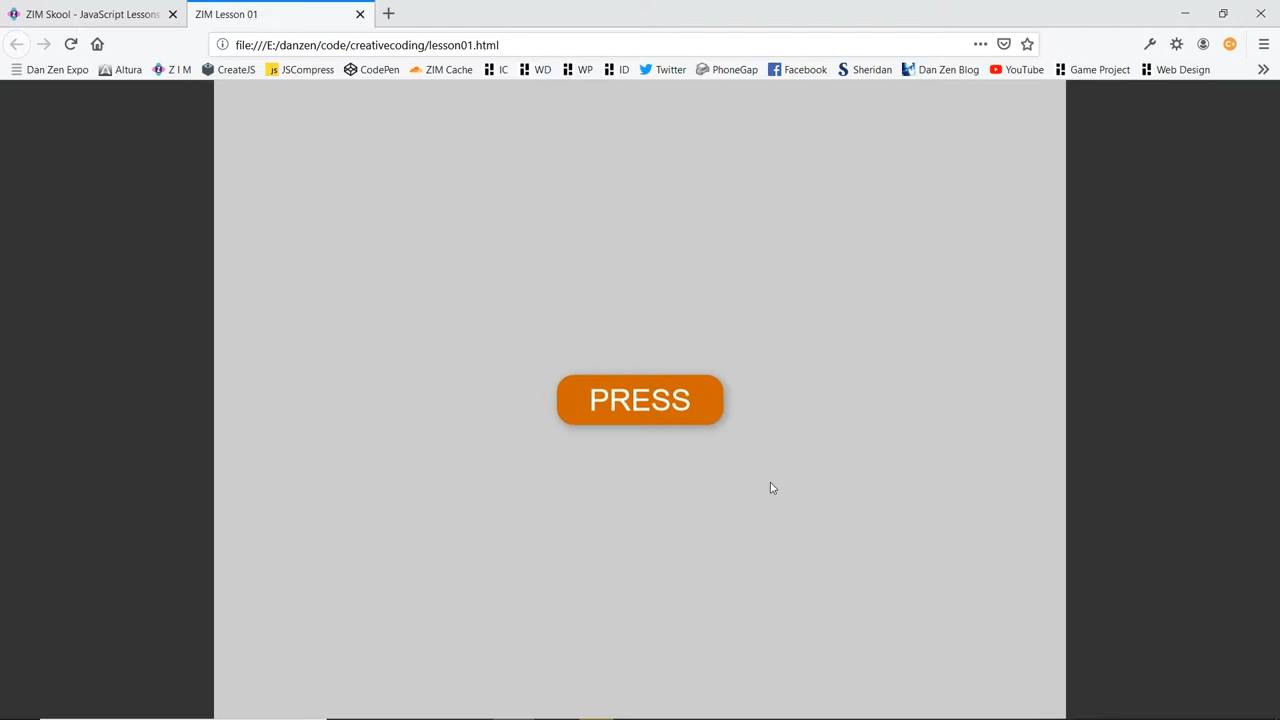 ZIM Skool - JavaScript Lessons
ZIM Lesson 01
file:///E:/danzen/code/creativecoding/lesson01.html
Dan Zen Expo Altura Z I M CreateJS JSCompress CodePen ZIM Cache IC WD WP ID Twitter PhoneGap Facebook Sheridan Dan Zen Blog YouTube Game Project Web Design
PRESS